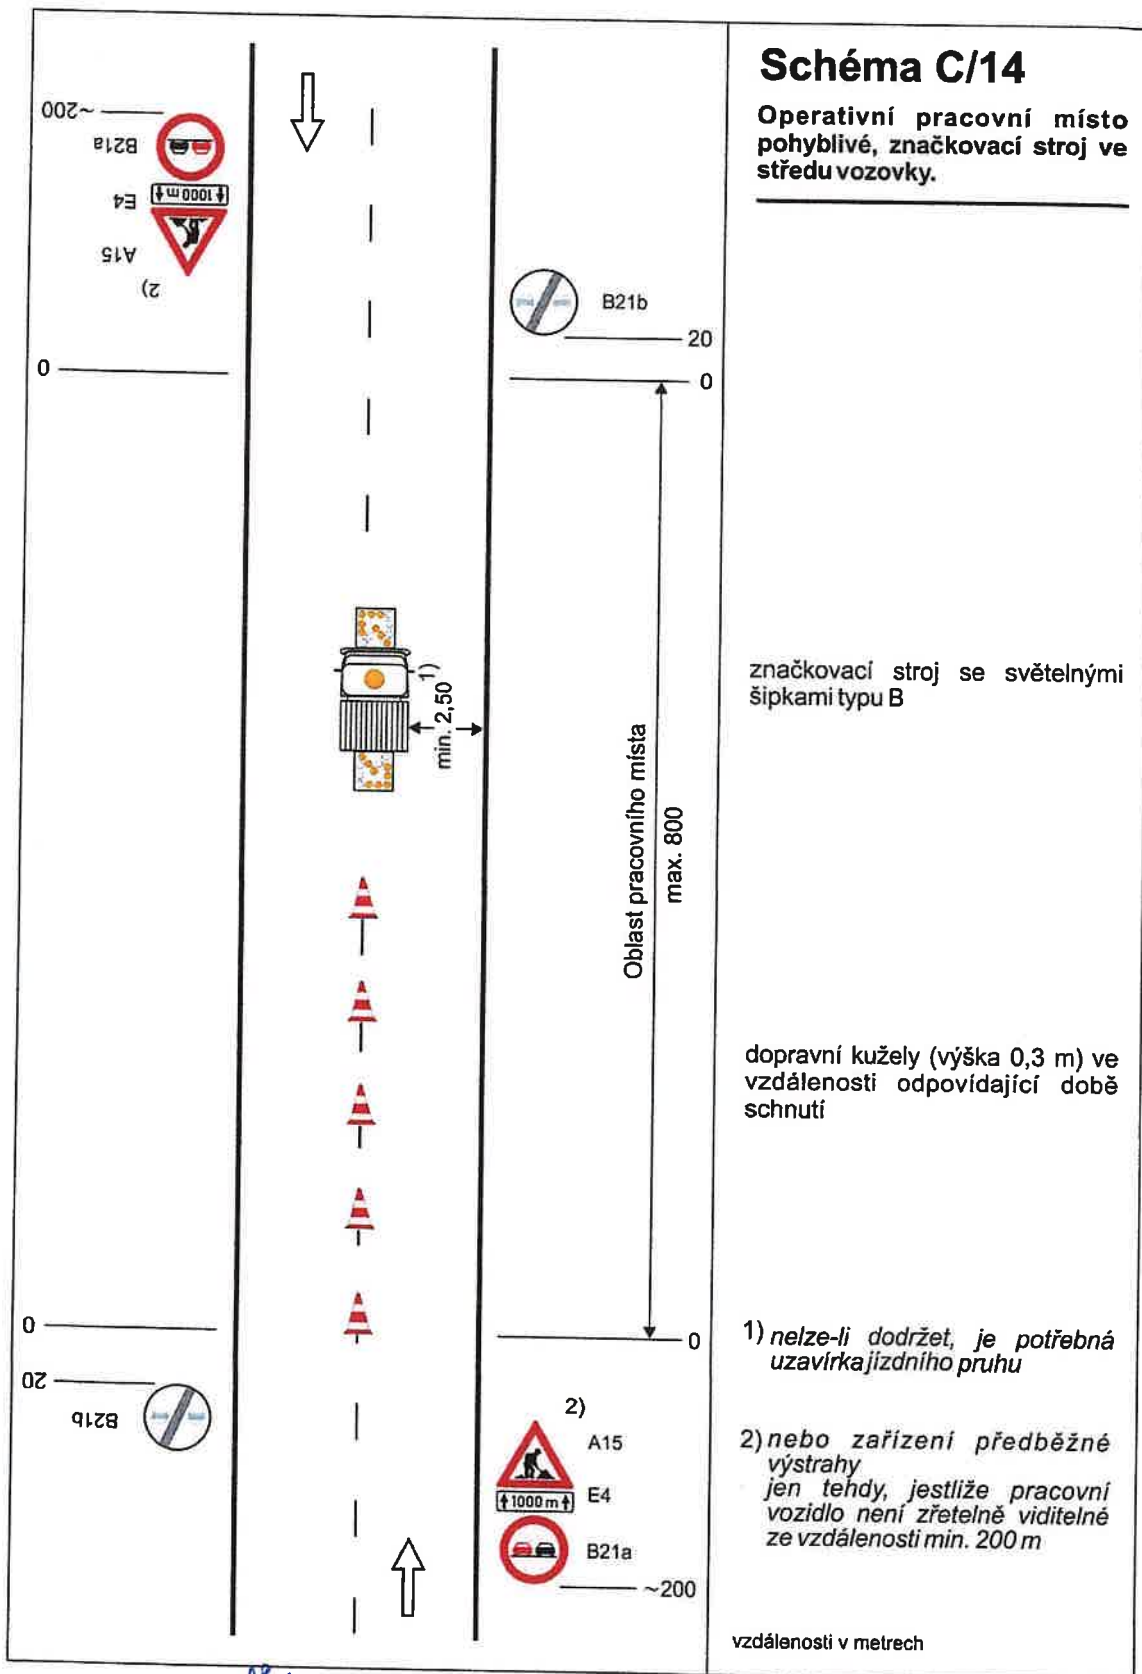 Schéma C/14
Operativní pracovní místo
pohyblivé, značkovací stroj ve
středu vozovky.
~200
B21a
1000 m
E4
A15
2)
0
B21b
20
0
značkovací stroj se světelnými
šipkami typu B
1)
min. 2,50
Oblast pracovního místa
max. 800
dopravní kužely (výška 0,3 m) ve
vzdálenosti odpovídající době
schnutí
0
20
B21b
0
2)
A15
1000 m
E4
B21a
~200
1) nelze-li dodržet, je potřebná
uzavírka jízdního pruhu
2) nebo zařízení předběžné
výstrahy
jen tehdy, jestliže pracovní
vozidlo není zřetelně viditelné
ze vzdálenosti min. 200 m
vzdálenosti v metrech